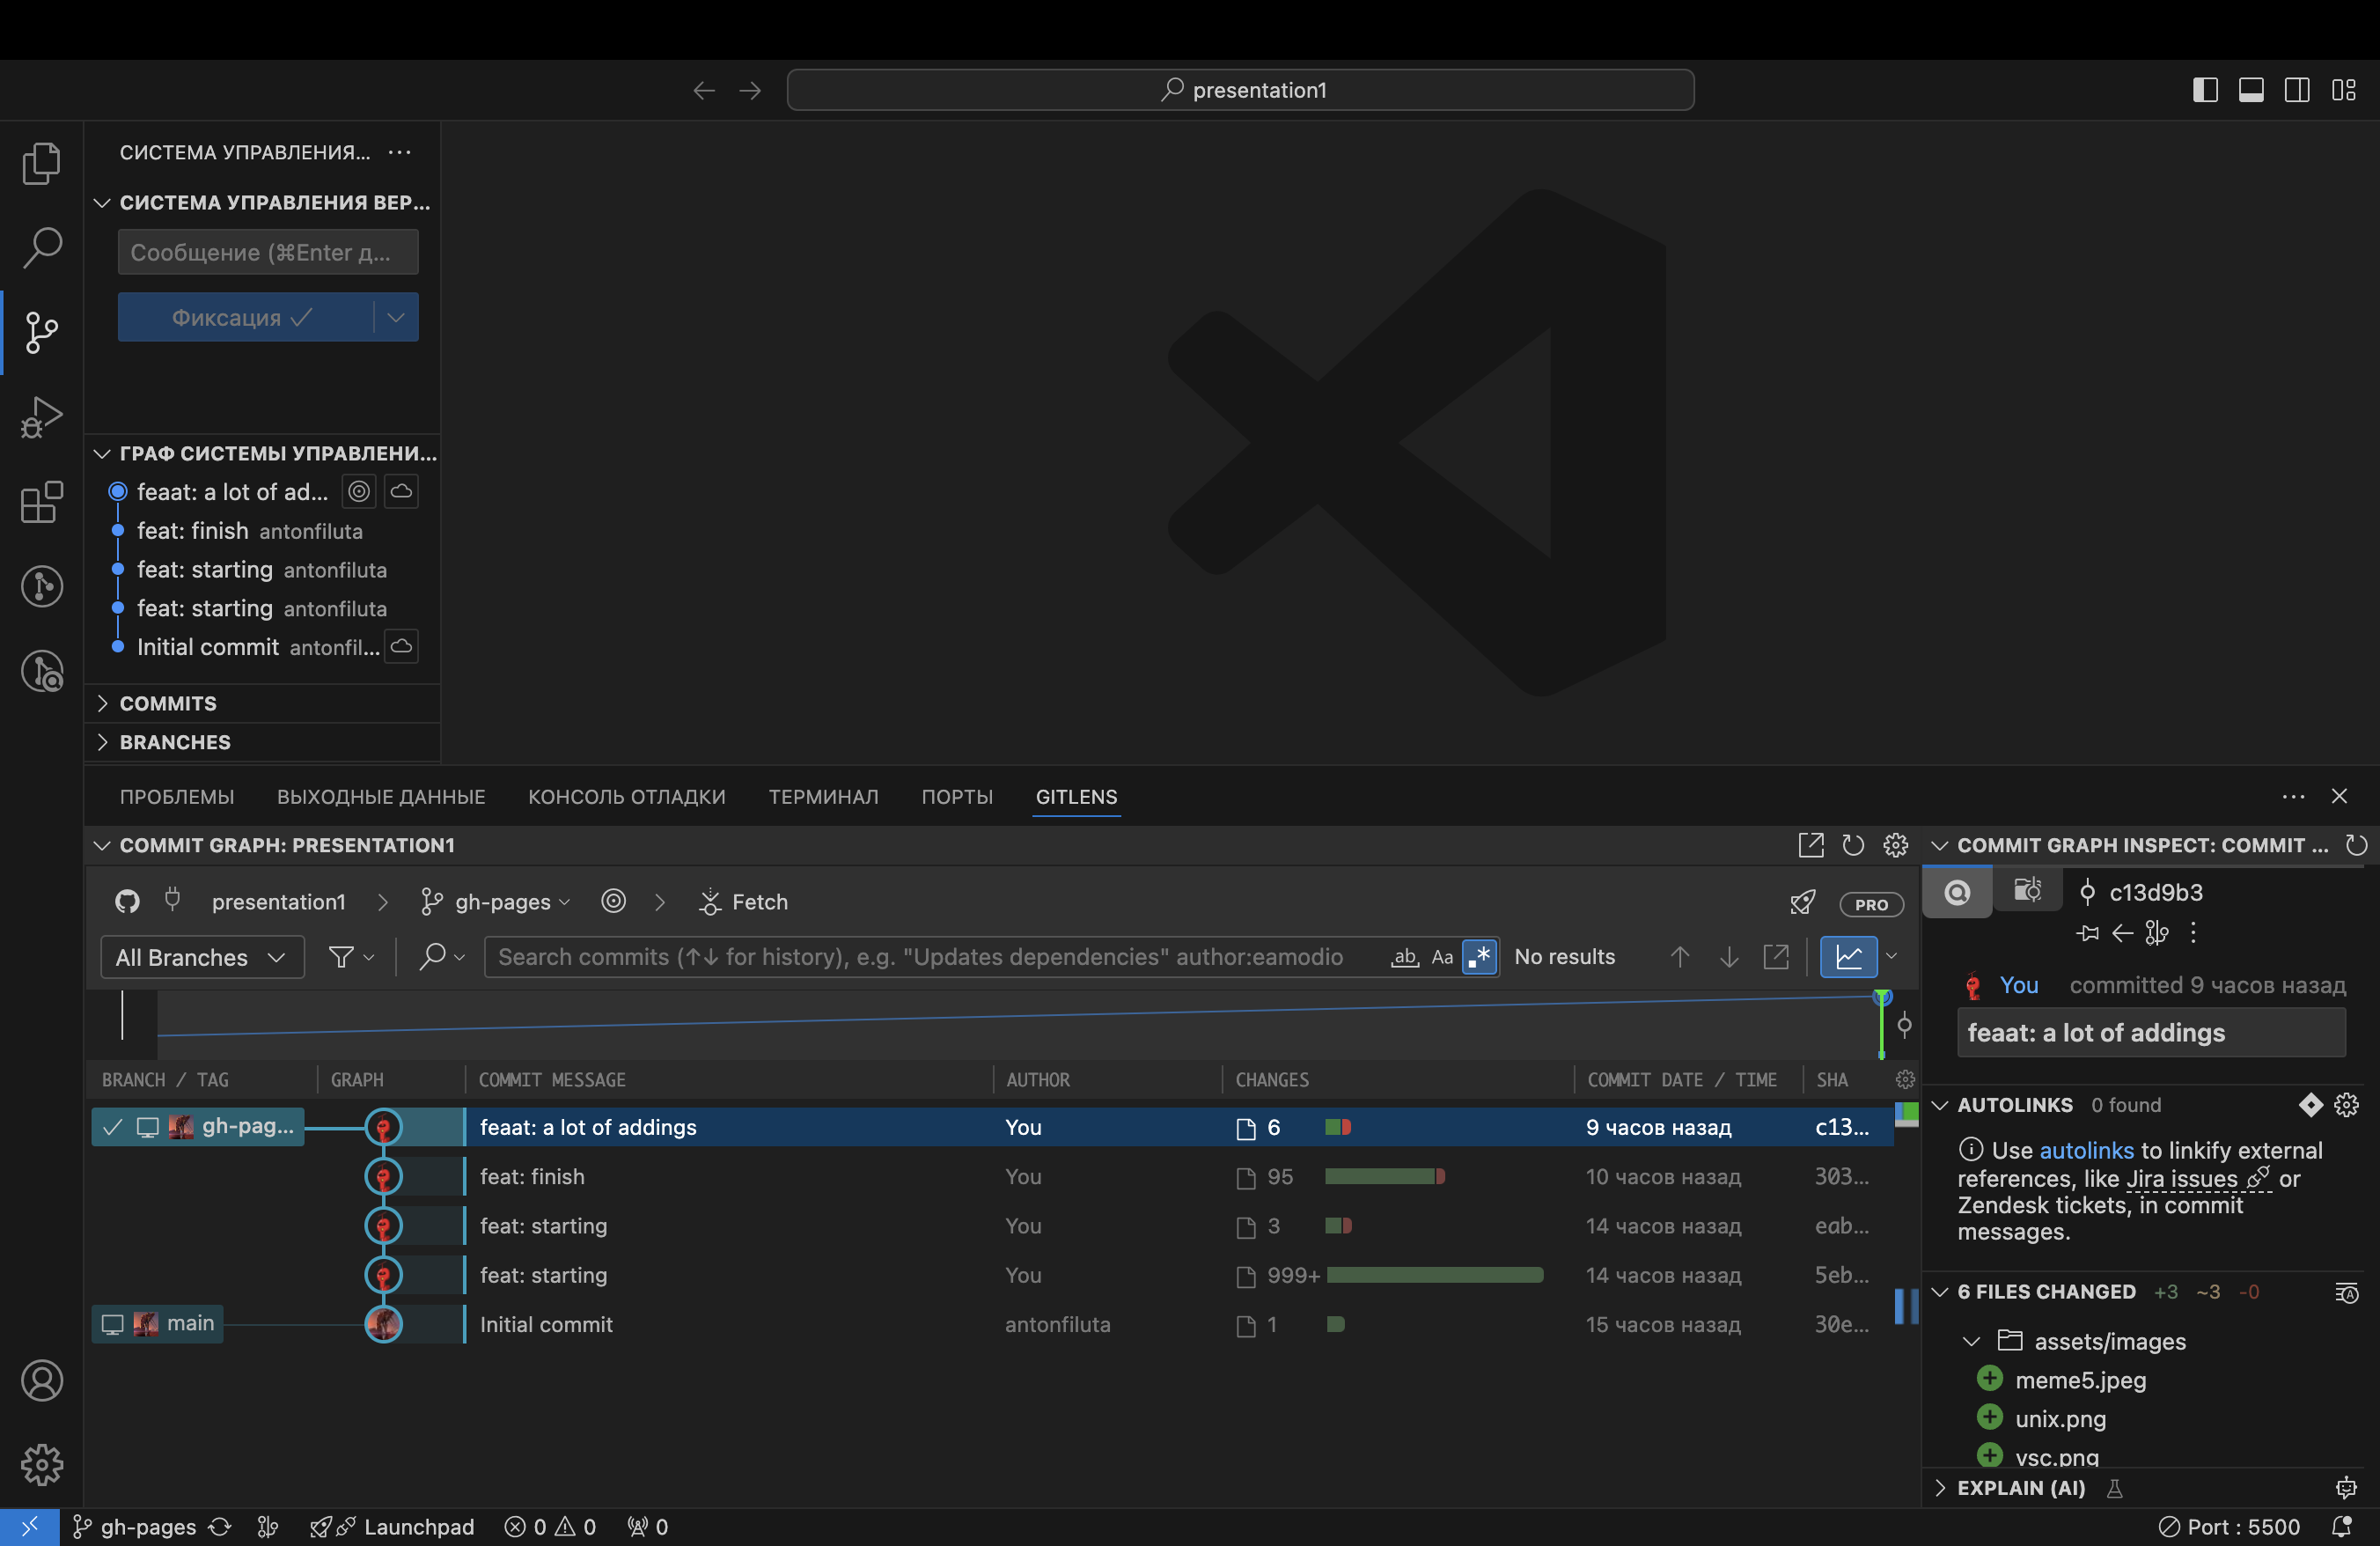 presentation1
СИСТЕМА УПРАВЛЕНИЯ...
СИСТЕМА УПРАВЛЕНИЯ ВЕР...
Сообщение (⌘Enter д...
Фиксация
ГРАФ СИСТЕМЫ УПРАВЛЕНИ...
feaat: a lot of ad...
feat: finish antonfiluta
feat: starting antonfiluta
feat: starting antonfiluta
Initial commit antonfil...
COMMITS
BRANCHES
ПРОБЛЕМЫ ВЫХОДНЫЕ ДАННЫЕ КОНСОЛЬ ОТЛАДКИ ТЕРМИНАЛ ПОРТЫ GITLENS
COMMIT GRAPH: PRESENTATION1
presentation1 gh-pages Fetch PRO
All Branches Search commits (↑↓ for history), e.g. "Updates dependencies" author:eamodio ab Aa .* No results
BRANCH / TAG GRAPH COMMIT MESSAGE AUTHOR CHANGES COMMIT DATE / TIME SHA
gh-pag... feaat: a lot of addings You 6 9 часов назад c13...
feat: finish You 95 10 часов назад 303...
feat: starting You 3 14 часов назад eab...
feat: starting You 999+ 14 часов назад 5eb...
main Initial commit antonfiluta 1 15 часов назад 30e...
COMMIT GRAPH INSPECT: COMMIT ...
c13d9b3
You committed 9 часов назад
feaat: a lot of addings
AUTOLINKS 0 found
Use autolinks to linkify external
references, like Jira issues or
Zendesk tickets, in commit
messages.
6 FILES CHANGED +3 ~3 -0
assets/images
meme5.jpeg
unix.png
vsc.png
EXPLAIN (AI)
gh-pages Launchpad 0 0 0 Port : 5500